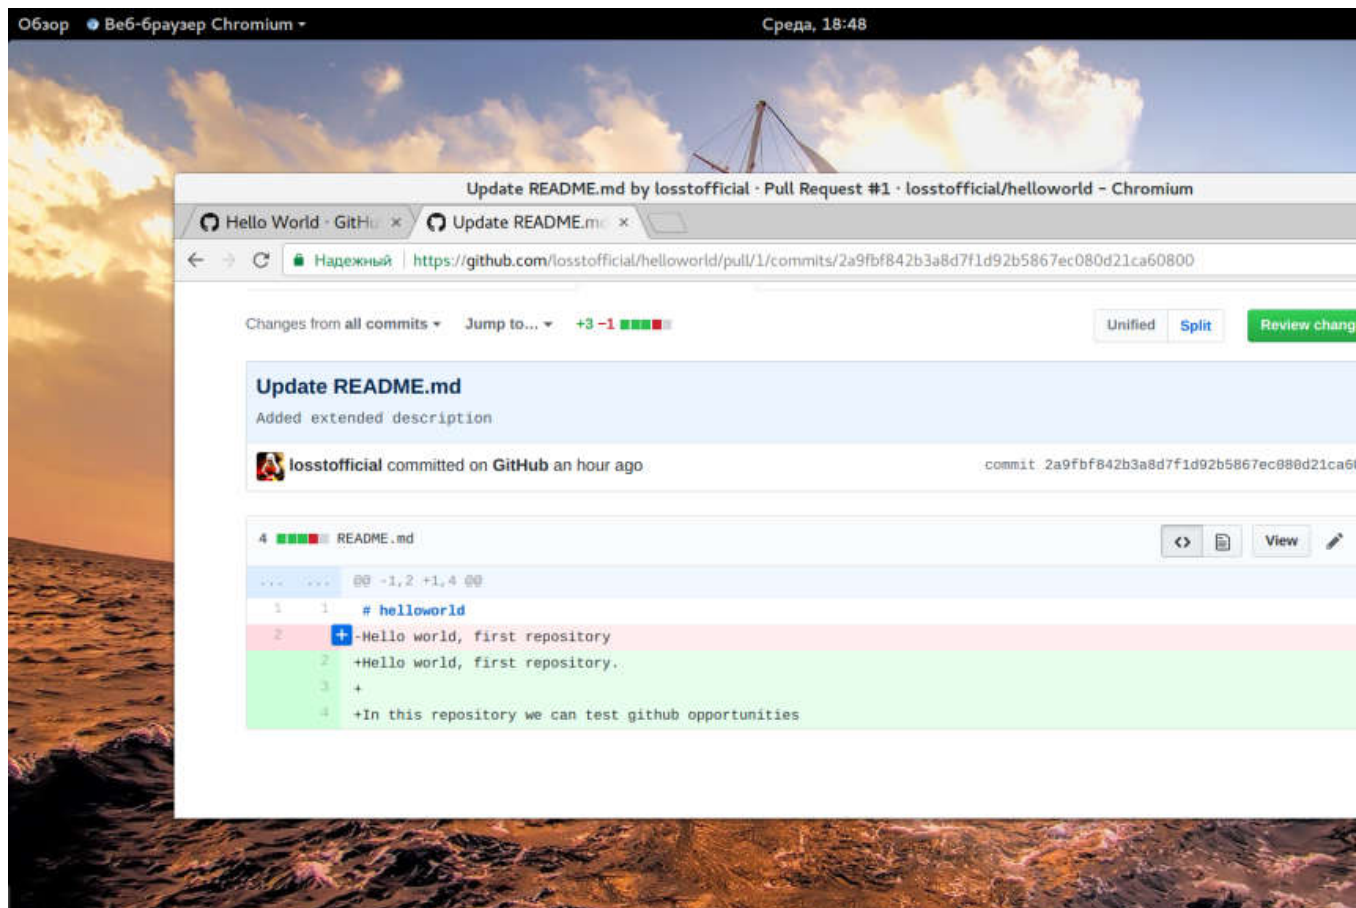 Обзор Веб-браузер Chromium Среда, 18:48
Update README.md by losstofficial · Pull Request #1 · losstofficial/helloworld – Chromium
Hello World · GitHu × Update README.md ×
Надежный https://github.com/losstofficial/helloworld/pull/1/commits/2a9fbf842b3a8d7f1d92b5867ec080d21ca60800
Changes from all commits Jump to... +3 −1 Unified Split Review chang
Update README.md
Added extended description
losstofficial committed on GitHub an hour ago commit 2a9fbf842b3a8d7f1d92b5867ec080d21ca6
4 README.md <> View
... ... @@ -1,2 +1,4 @@
1 1 # helloworld
2 + -Hello world, first repository
2 +Hello world, first repository.
3 +
4 +In this repository we can test github opportunities